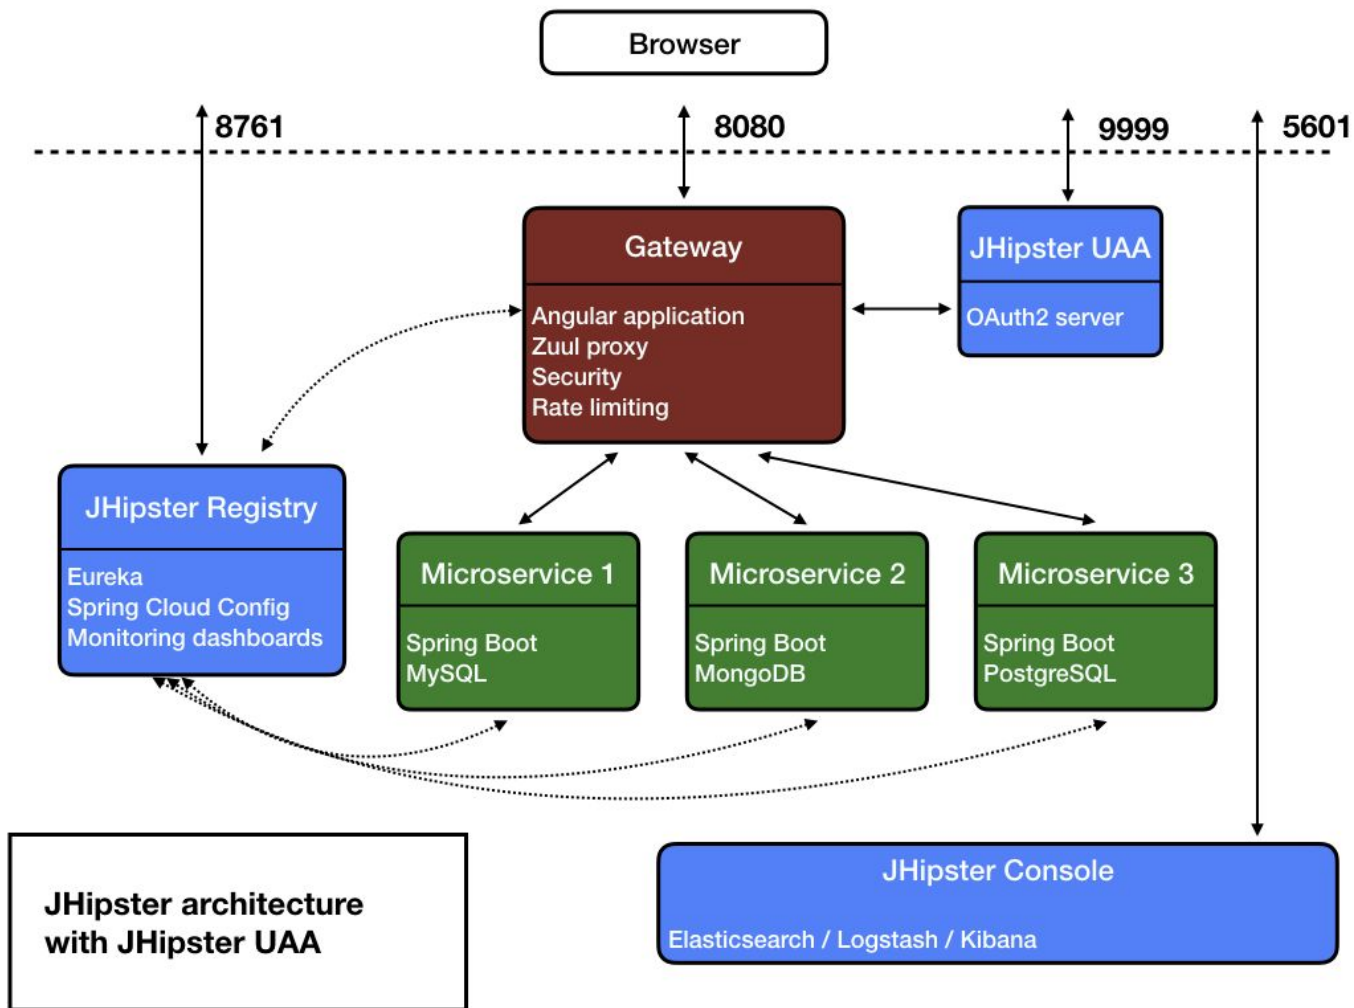 Browser
8761
8080
9999
5601
Gateway
Angular application
Zuul proxy
Security
Rate limiting
JHipster UAA
OAuth2 server
JHipster Registry
Eureka
Spring Cloud Config
Monitoring dashboards
Microservice 1
Spring Boot
MySQL
Microservice 2
Spring Boot
MongoDB
Microservice 3
Spring Boot
PostgreSQL
JHipster architecture
with JHipster UAA
JHipster Console
Elasticsearch / Logstash / Kibana